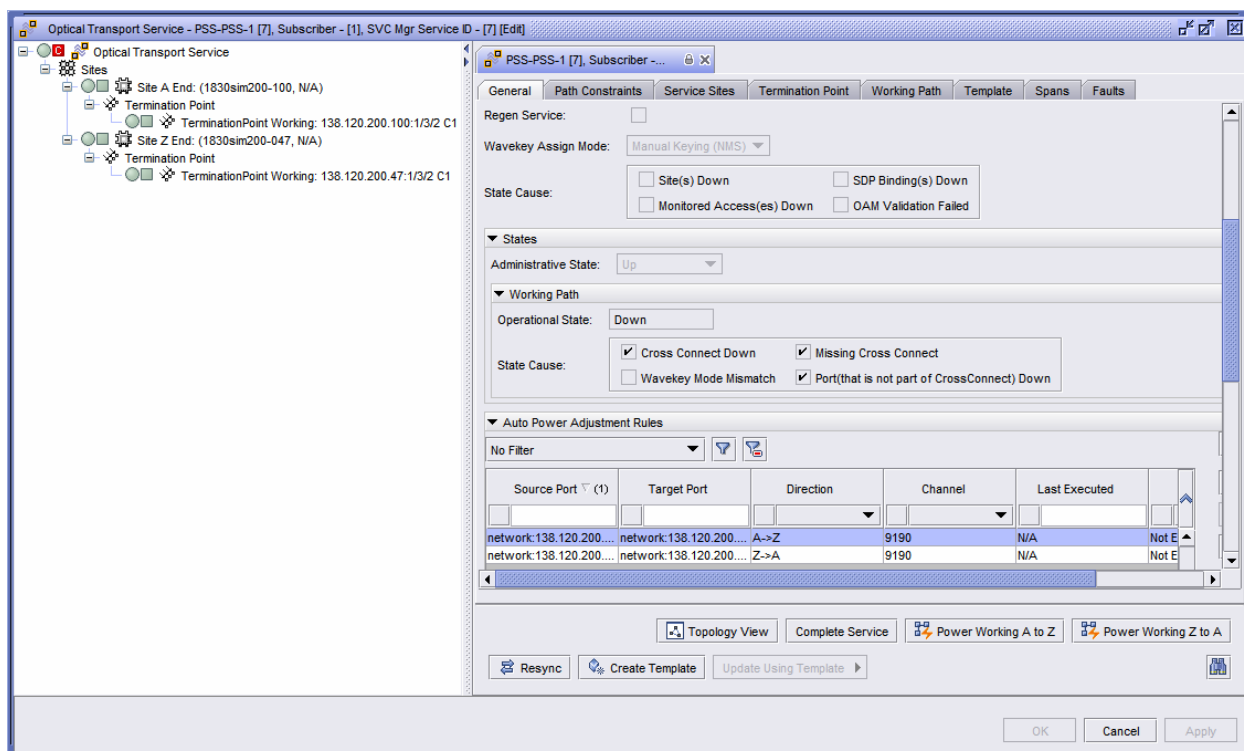 Optical Transport Service - PSS-PSS-1 [7], Subscriber - [1], SVC Mgr Service ID - [7] [Edit]
C Optical Transport Service
Sites
Site A End: (1830sim200-100, N/A)
Termination Point
TerminationPoint Working: 138.120.200.100:1/3/2 C1
Site Z End: (1830sim200-047, N/A)
Termination Point
TerminationPoint Working: 138.120.200.47:1/3/2 C1
PSS-PSS-1 [7], Subscriber -...
General Path Constraints Service Sites Termination Point Working Path Template Spans Faults
Regen Service:
Wavekey Assign Mode: Manual Keying (NMS)
State Cause:
Site(s) Down SDP Binding(s) Down
Monitored Access(es) Down OAM Validation Failed
States
Administrative State: Up
Working Path
Operational State: Down
State Cause:
Cross Connect Down Missing Cross Connect
Wavekey Mode Mismatch Port(that is not part of CrossConnect) Down
Auto Power Adjustment Rules
No Filter
Source Port (1) Target Port Direction Channel Last Executed
network:138.120.200.... network:138.120.200.... A->Z 9190 N/A Not E
network:138.120.200.... network:138.120.200.... Z->A 9190 N/A Not E
Topology View Complete Service Power Working A to Z Power Working Z to A
Resync Create Template Update Using Template
OK Cancel Apply